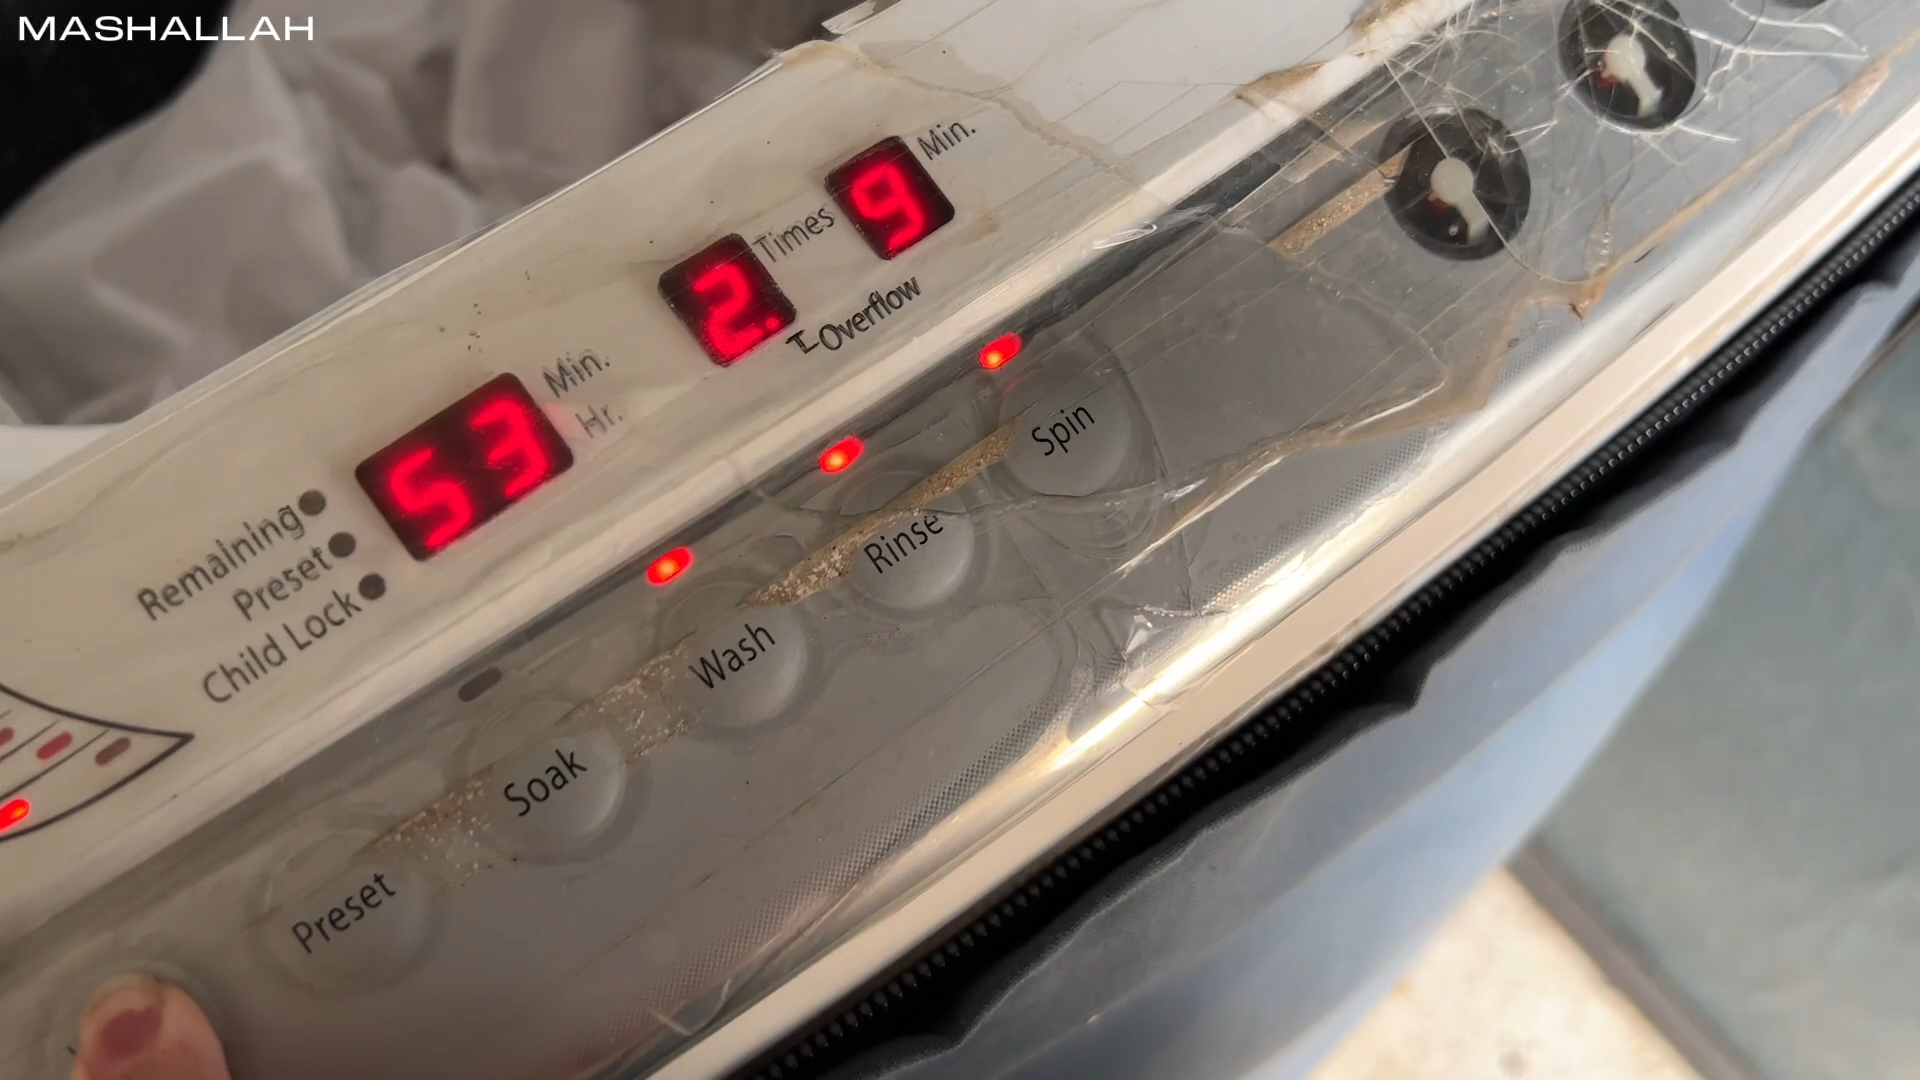 MASHALLAH
9 Min.
2. Times
Overflow
53 Min.
Hr.
Remaining
Preset
Child Lock
Spin
Rinse
Wash
Soak
Preset